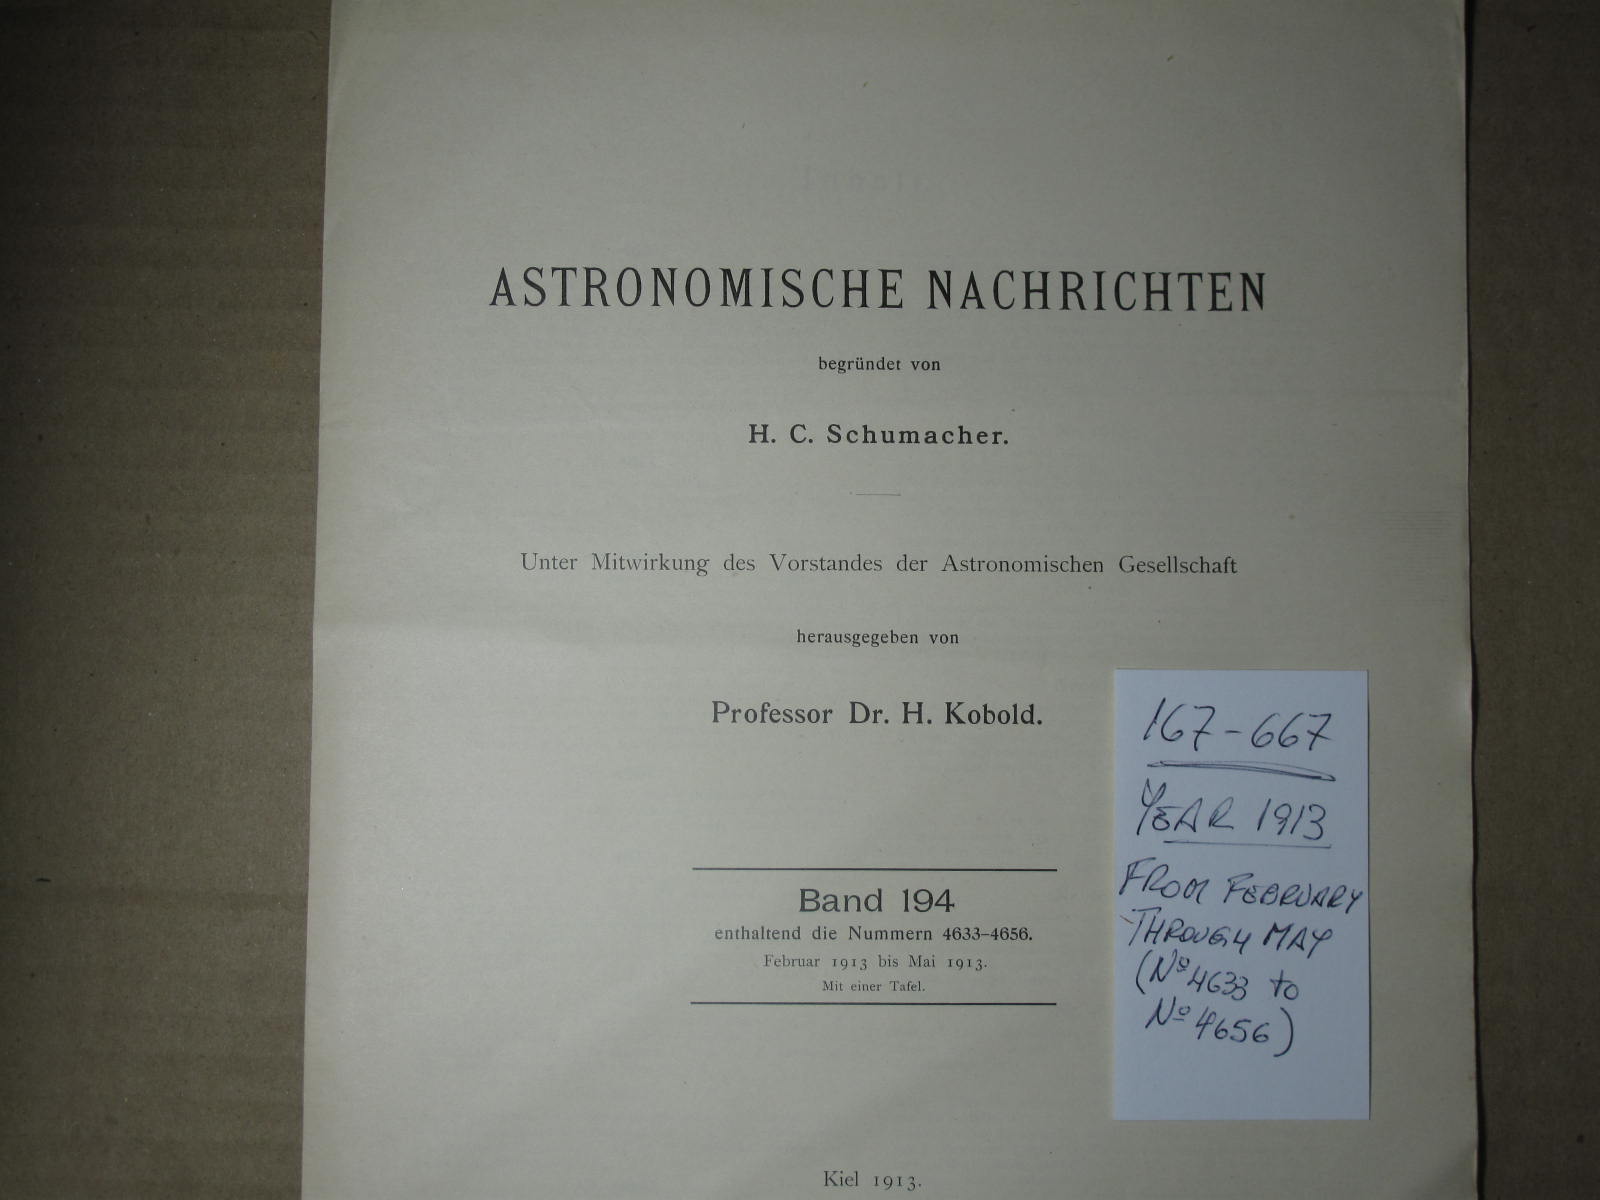 ASTRONOMISCHE NACHRICHTEN
begründet von
H. C. Schumacher.
Unter Mitwirkung des Vorstandes der Astronomischen Gesellschaft
herausgegeben von
Professor Dr. H. Kobold.
Band 194
enthaltend die Nummern 4633–4656.
Februar 1913 bis Mai 1913.
Mit einer Tafel.
Kiel 1913.
167-667
YEAR 1913
FROM FEBRUARY
THROUGH MAY
(Nº 4633 to
Nº 4656)